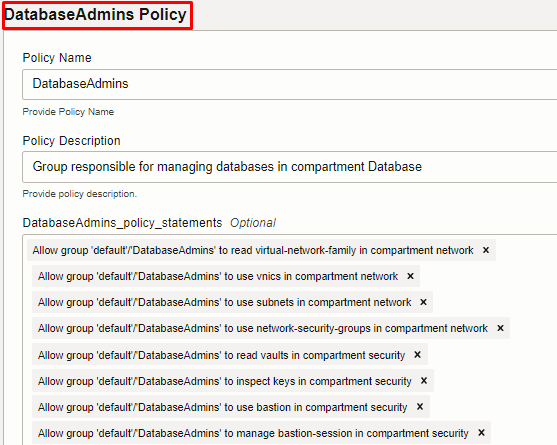 DatabaseAdmins Policy
Policy Name
DatabaseAdmins
Provide Policy Name
Policy Description
Group responsible for managing databases in compartment Database
Provide policy description.
DatabaseAdmins_policy_statements Optional
Allow group 'default'/'DatabaseAdmins' to read virtual-network-family in compartment network ×
Allow group 'default'/'DatabaseAdmins' to use vnics in compartment network ×
Allow group 'default'/'DatabaseAdmins' to use subnets in compartment network ×
Allow group 'default'/'DatabaseAdmins' to use network-security-groups in compartment network ×
Allow group 'default'/'DatabaseAdmins' to read vaults in compartment security ×
Allow group 'default'/'DatabaseAdmins' to inspect keys in compartment security ×
Allow group 'default'/'DatabaseAdmins' to use bastion in compartment security ×
Allow group 'default'/'DatabaseAdmins' to manage bastion-session in compartment security ×